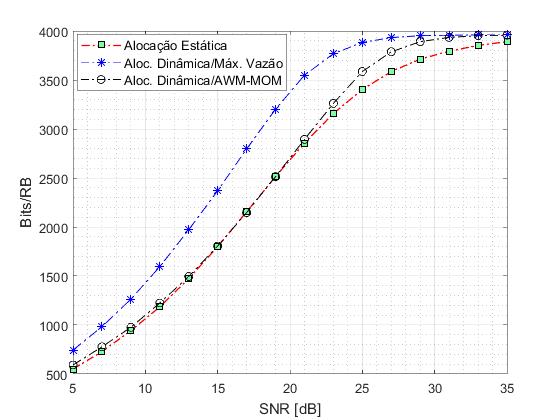 4000
3500
3000
2500
2000
1500
1000
500
Bits/RB
Alocação Estática
Aloc. Dinâmica/Máx. Vazão
Aloc. Dinâmica/AWM-MOM
5 10 15 20 25 30 35
SNR [dB]